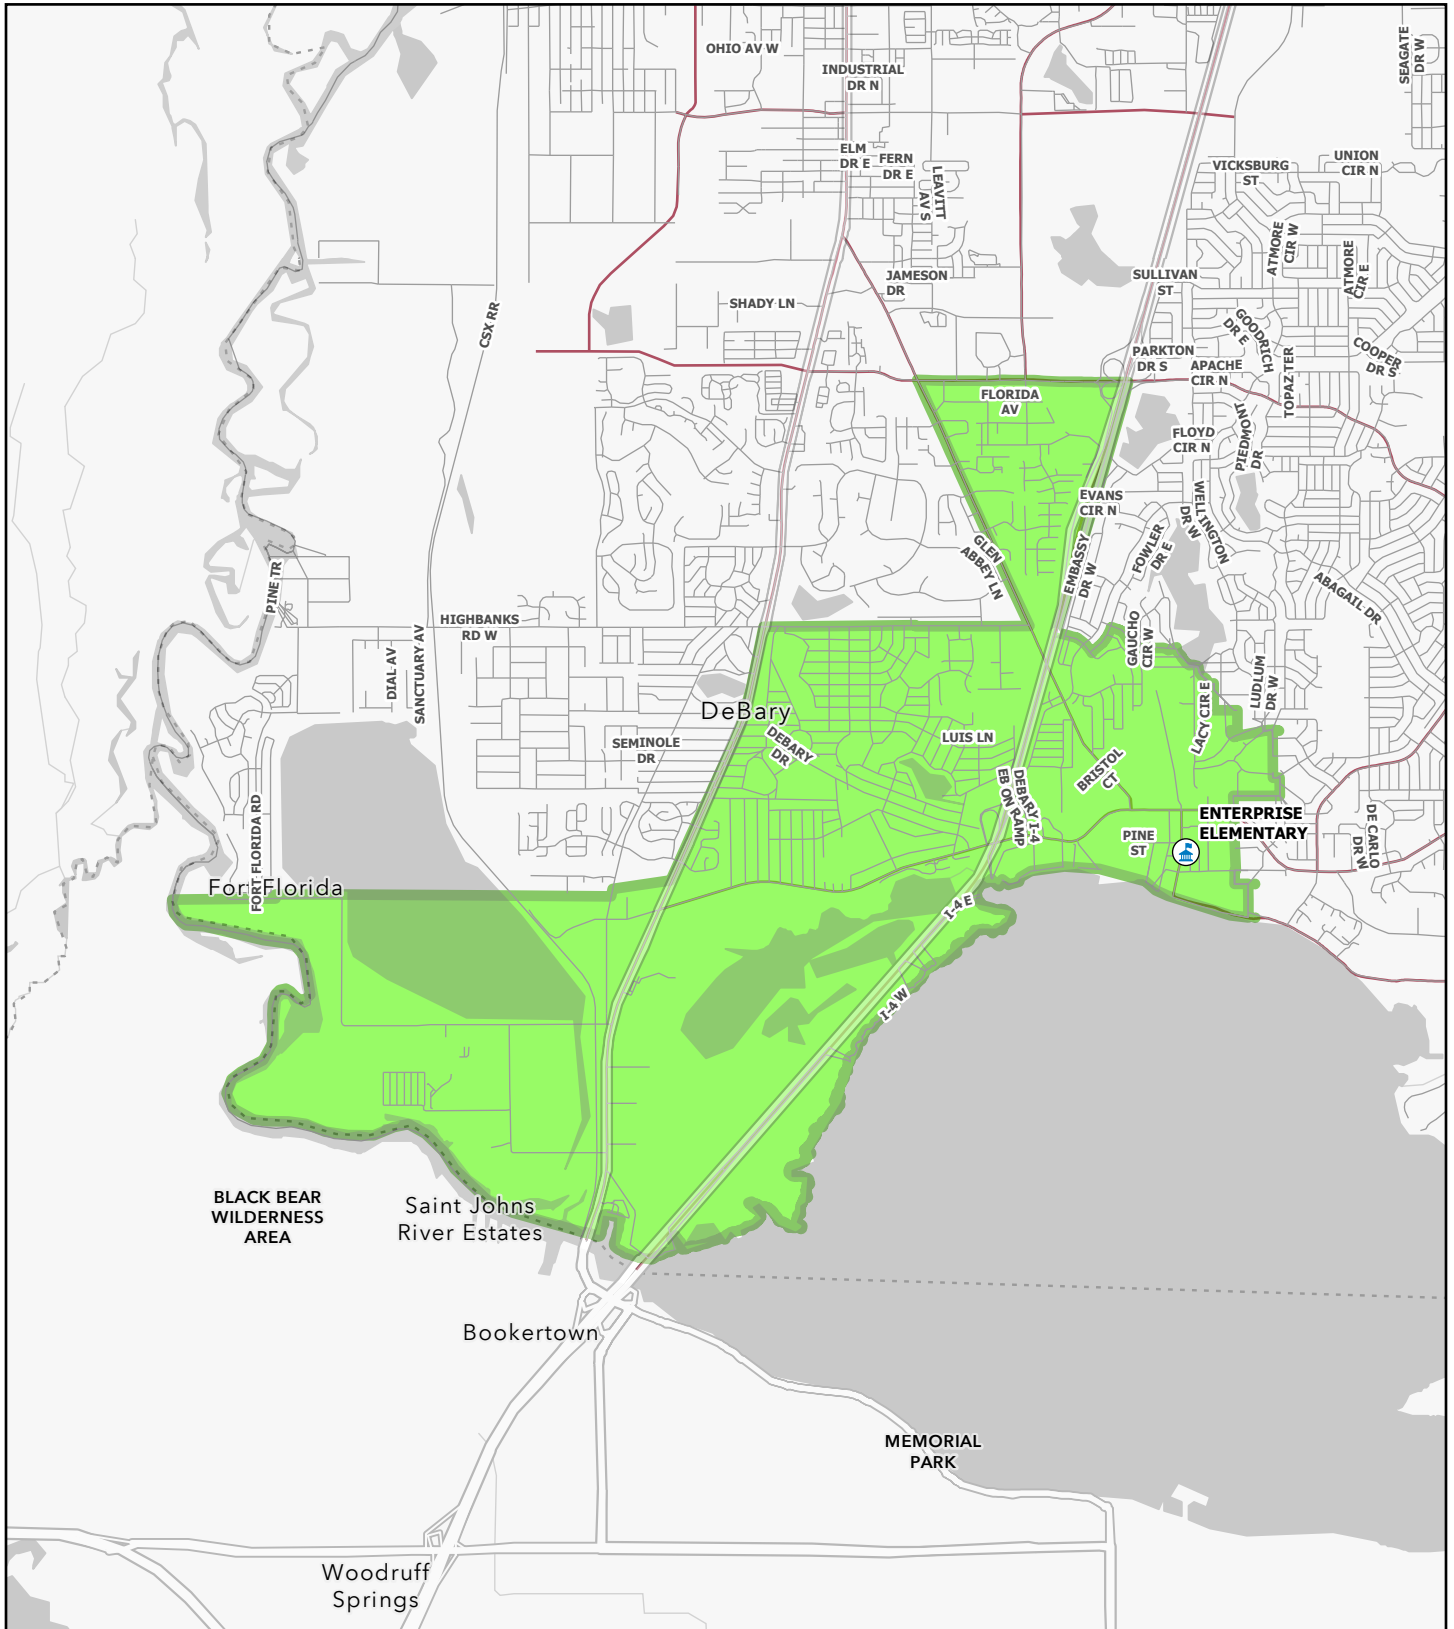 OHIO AV W
SEAGATE
DR W
INDUSTRIAL
DR N
ELM
DR E
FERN
DR E
LEAVITT
AV S
VICKSBURG
ST
UNION
CIR N
ATMORE
CIR W
ATMORE
CIR E
JAMESON
DR
SULLIVAN
ST
SHADY LN
CSX RR
GOODRICH
DR E
COOPER
DR S
PARKTON
DR S
APACHE
CIR N
TOPAZ TER
FLORIDA
AV
PIEDMONT
DR
FLOYD
CIR N
EVANS
CIR N
WELLINGTON
DR W
FOWLER
DR E
GLEN
ABBEY LN
EMBASSY
DR W
PINE TR
ABAGAIL DR
HIGHBANKS
RD W
GAUCHO
CIR W
DIAL AV
SANCTUARY AV
LUDLUM
DR W
LACY CIR E
DeBary
SEMINOLE
DR
DEBARY
DR
LUIS LN
BRISTOL
CT
DEBARY I-4
EB ON RAMP
ENTERPRISE
ELEMENTARY
PINE
ST
DE CARLO
DR W
FORT FLORIDA RD
Fort Florida
I-4 E
I-4 W
BLACK BEAR
WILDERNESS
AREA
Saint Johns
River Estates
Bookertown
MEMORIAL
PARK
Woodruff
Springs